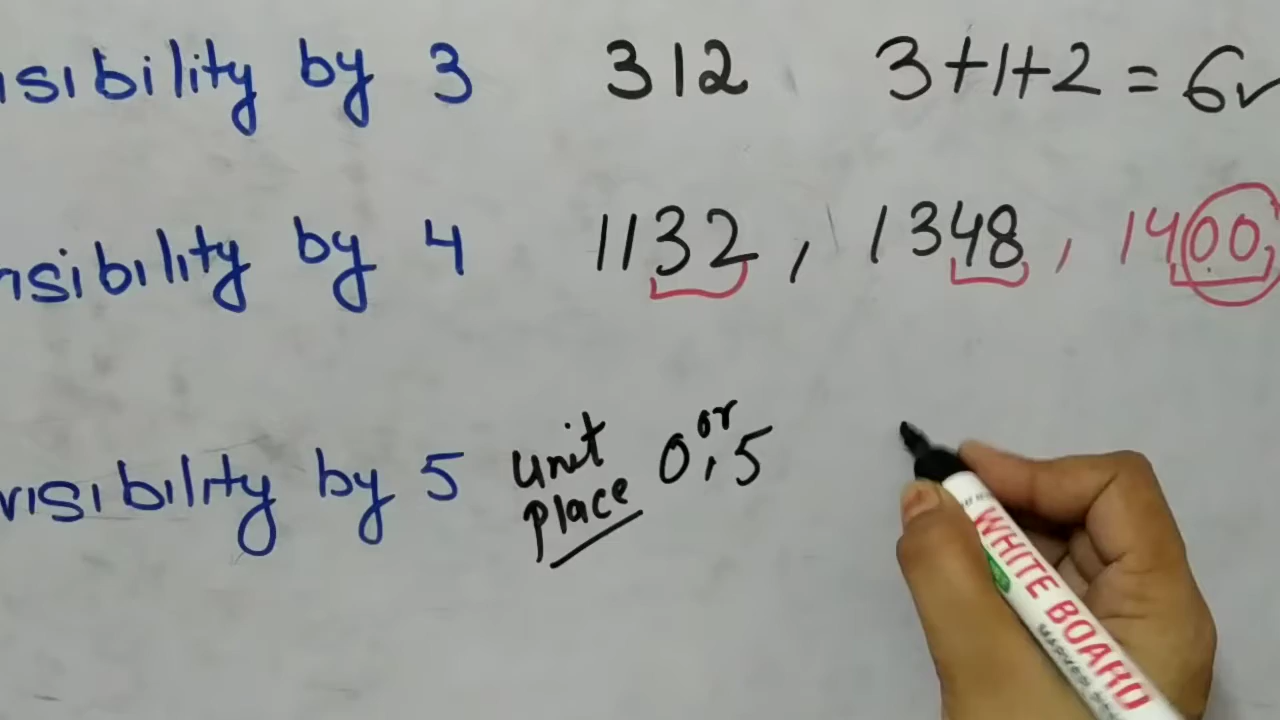 isibility by 3 312 3+1+2 = 6✓
isibility by 4 1132 , 1348 , 1400
visibility by 5 unit place 0, or 5
WHITE BOARD